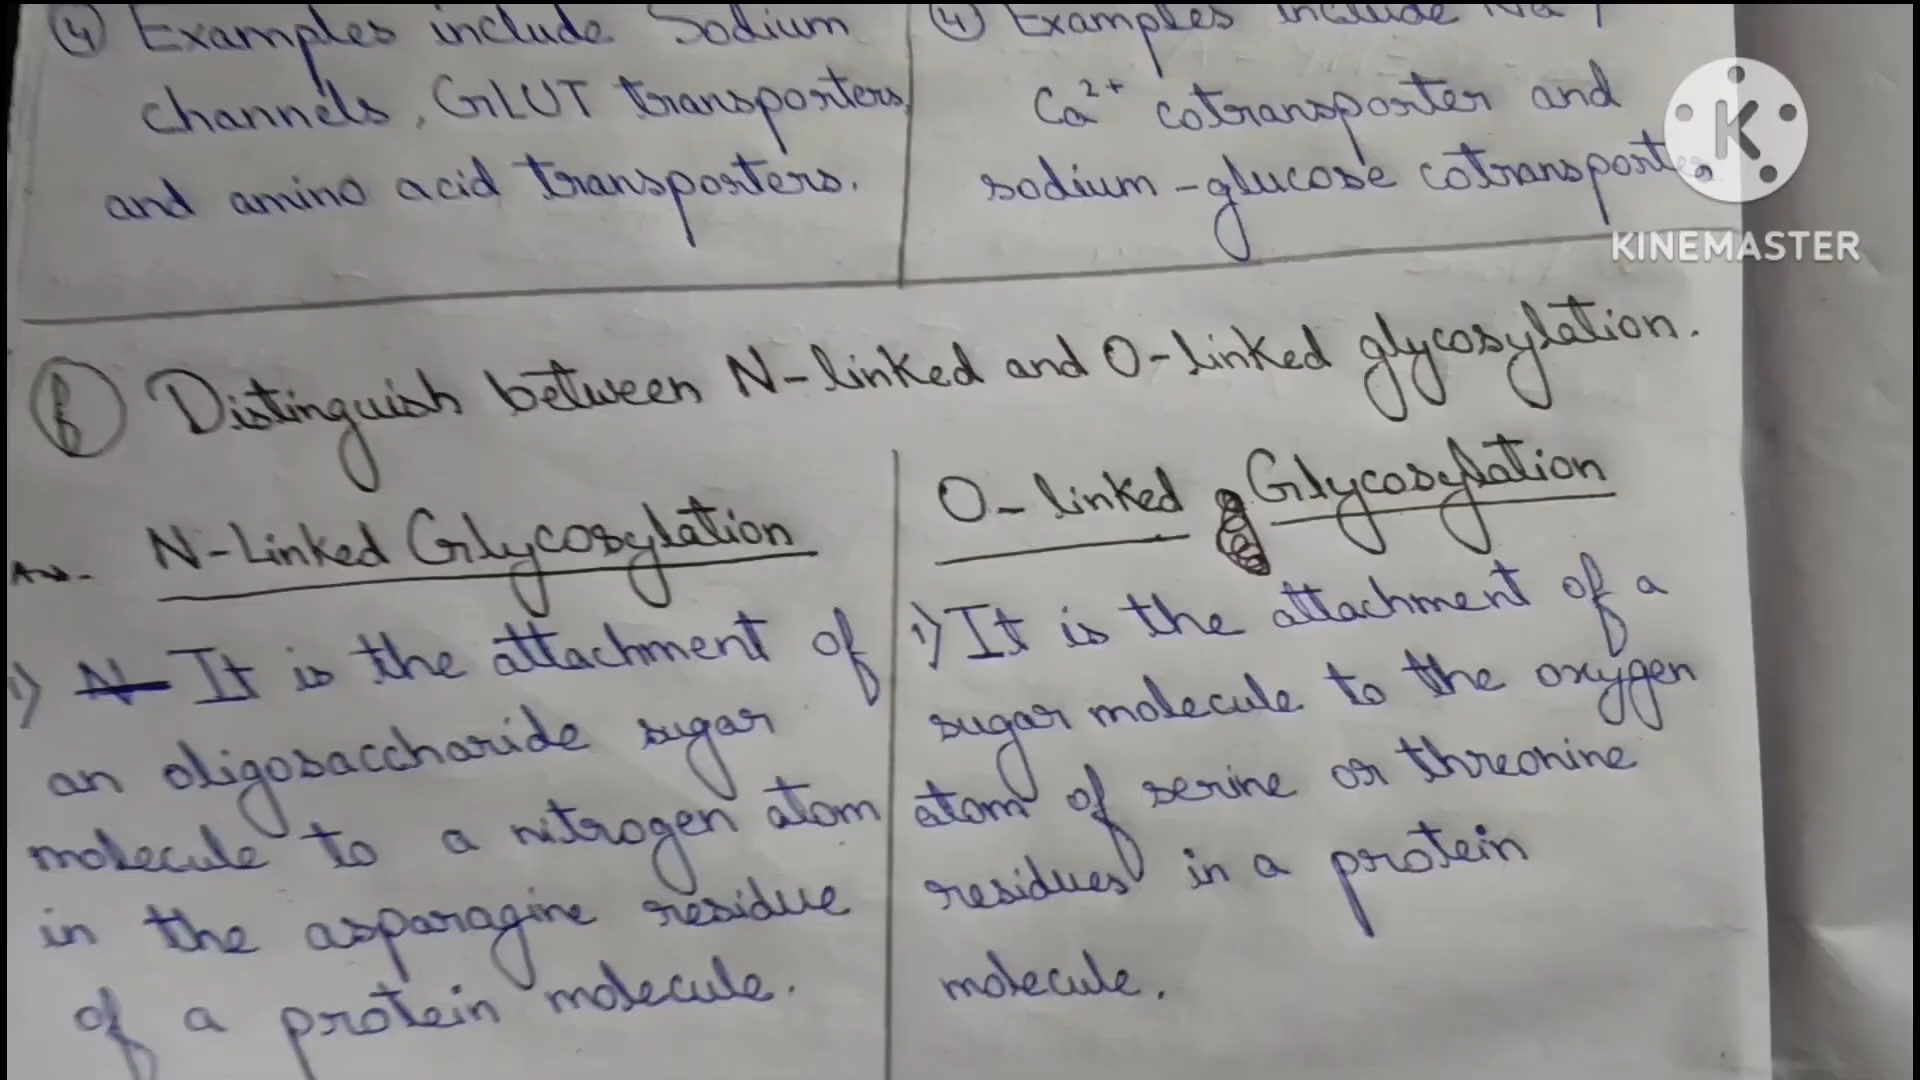 ④ Examples include Sodium
channels, GLUT transporters
and amino acid transporters.
④ Examples include
Ca²⁺ cotransporter and
sodium-glucose cotransporter
KINEMASTER
ⓕ Distinguish between N-linked and O-linked glycosylation.
Ans. N-Linked Glycosylation
i) It is the attachment of
an oligosaccharide sugar
molecule to a nitrogen atom
in the asparagine residue
of a protein molecule.
O-linked Glycosylation
i) It is the attachment of a
sugar molecule to the oxygen
atom of serine or threonine
residues in a protein
molecule.